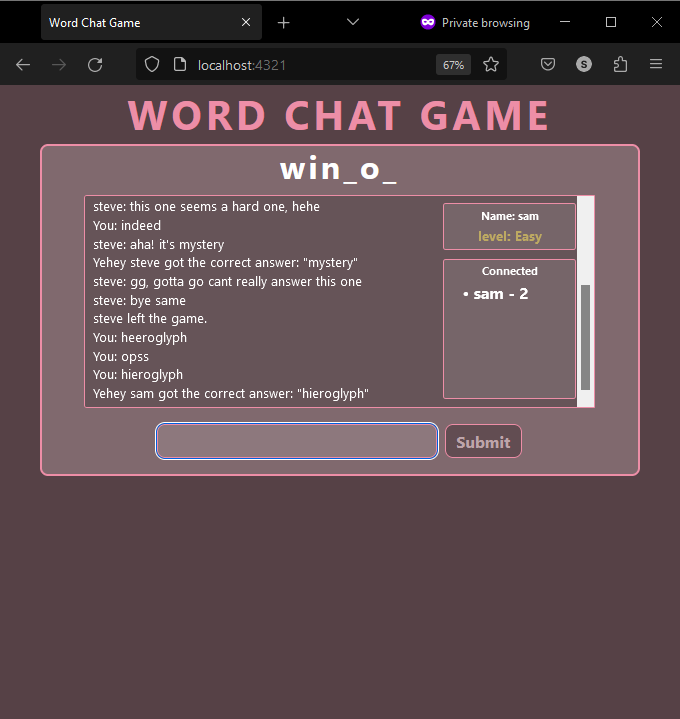 Word Chat Game
Private browsing
localhost:4321
67%
S
WORD CHAT GAME
win_o_
steve: this one seems a hard one, hehe
You: indeed
steve: aha! it's mystery
Yehey steve got the correct answer: "mystery"
steve: gg, gotta go cant really answer this one
steve: bye same
steve left the game.
You: heeroglyph
You: opss
You: hieroglyph
Yehey sam got the correct answer: "hieroglyph"
Name: sam
level: Easy
Connected
• sam - 2
Submit